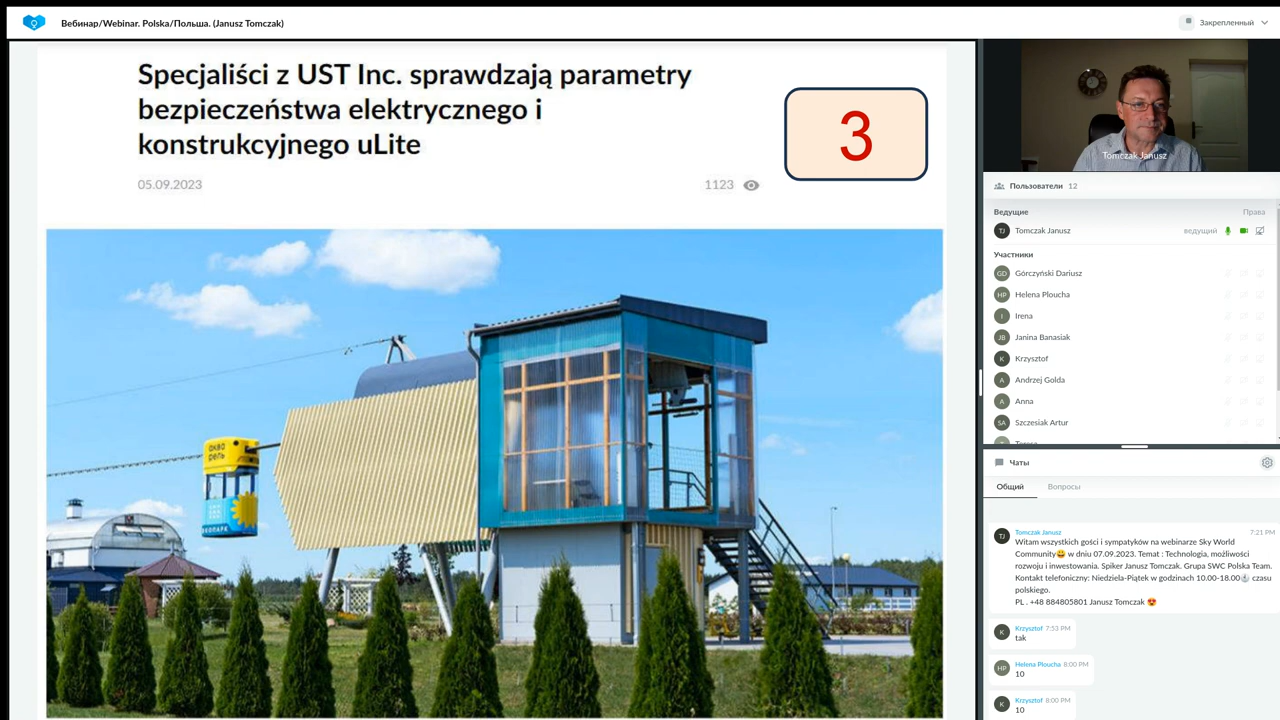 Вебинар/Webinar. Polska/Польша. (Janusz Tomczak)
Закрепленный
Specjaliści z UST Inc. sprawdzają parametry
bezpieczeństwa elektrycznego i
konstrukcyjnego uLite
3
05.09.2023
1123
аква
рель
ЭКОПАРК
Tomczak Janusz
Пользователи 12
Ведущие
Права
TJ Tomczak Janusz ведущий
Участники
GD Górczyński Dariusz
HP Helena Ploucha
I Irena
JB Janina Banasiak
K Krzysztof
A Andrzej Golda
A Anna
SA Szczesiak Artur
Чаты
Общий Вопросы
TJ Tomczak Janusz 7:21 PM
Witam wszystkich gości i sympatyków na webinarze Sky World
Community😀 w dniu 07.09.2023. Temat : Technologia, możliwości
rozwoju i inwestowania. Spiker Janusz Tomczak. Grupa SWC Polska Team.
Kontakt telefoniczny: Niedziela-Piątek w godzinach 10.00-18.00 czasu
polskiego.
PL . +48 884805801 Janusz Tomczak 😍
K Krzysztof 7:53 PM
tak
HP Helena Ploucha 8:00 PM
10
K Krzysztof 8:00 PM
10